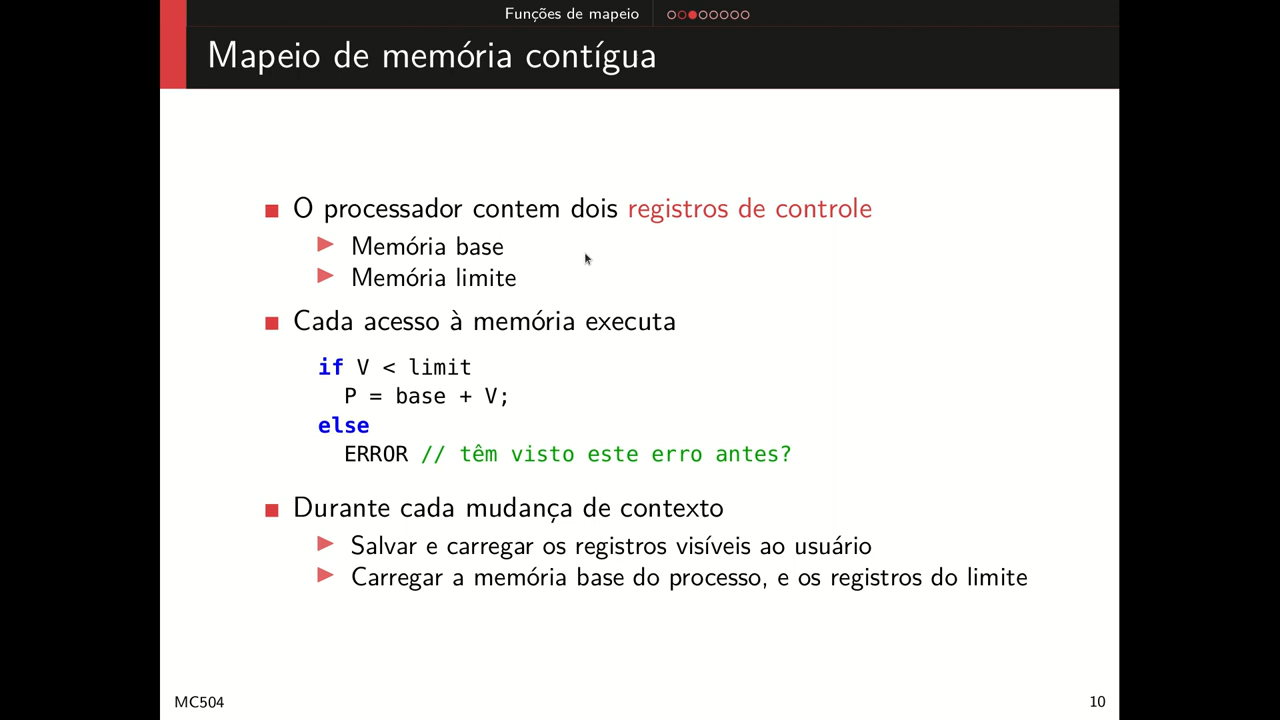 Funções de mapeio
Mapeio de memória contígua
O processador contem dois registros de controle
Memória base
Memória limite
Cada acesso à memória executa
if V < limit
P = base + V;
else
ERROR // têm visto este erro antes?
Durante cada mudança de contexto
Salvar e carregar os registros visíveis ao usuário
Carregar a memória base do processo, e os registros do limite
MC504
10